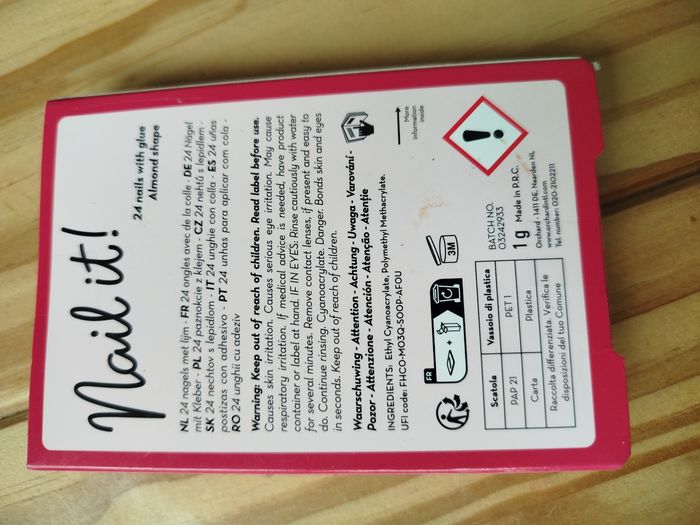 Nail it!
24 nails with glue
Almond shape
NL 24 nagels met lijm - FR 24 ongles avec de la colle - DE 24 Nägel
mit Kleber - PL 24 paznokcie z klejem - CZ 24 nehtů s lepidlem -
SK 24 nechtov s lepidlom - IT 24 unghie con colla - ES 24 uñas
postizas con adhesivo - PT 24 unhas para aplicar com cola -
RO 24 unghii cu adeziv
Warning: Keep out of reach of children. Read label before use.
Causes skin irritation. Causes serious eye irritation. May cause
respiratory irritation. If medical advice is needed, have product
container or label at hand. IF IN EYES: Rinse cautiously with water
for several minutes. Remove contact lenses, if present and easy to
do. Continue rinsing. Cyanoacrylate. Danger. Bonds skin and eyes
in seconds. Keep out of reach of children.
Waarschuwing - Attention - Achtung - Uwaga - Varování -
Pozor - Attenzione - Atención - Atenção - Atenție
INGREDIENTS: Ethyl Cyanoacrylate, Polymethyl Methacrylate.
UFI code: FHC0-M03Q-S00P-AF0U
More
information
inside
FR
3M
BATCH NO.
03242933
1 g Made in P.R.C.
Orchard - 1411 DE, Naarden NL
www.orchardintl.com
Tel. number: 020-2102211
Scatola Vassoio di plastica
PAP 21 PET 1
Carta Plastica
Raccolta differenziata. Verifica le
disposizioni del tuo Comune